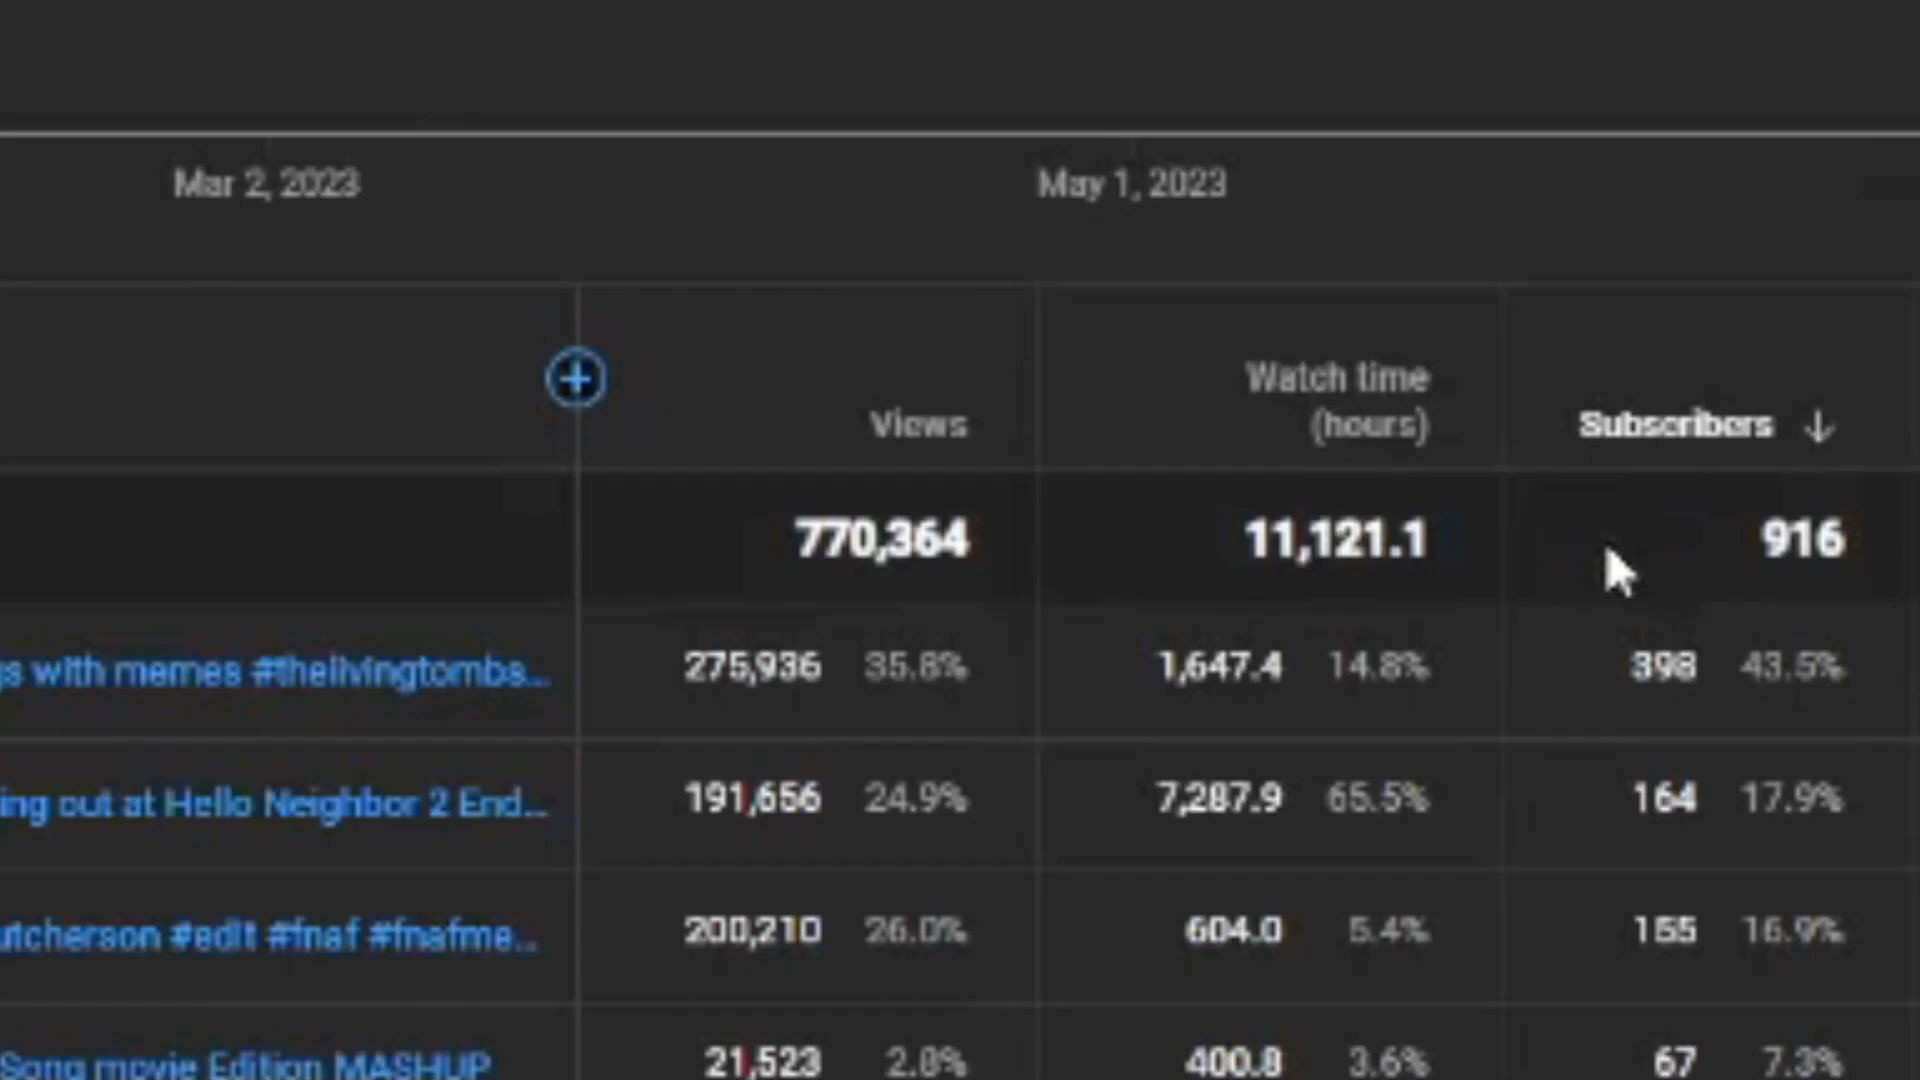 Mar 2, 2023 May 1, 2023
Views Watch time (hours) Subscribers
770,364 11,121.1 916
gs with memes #thelivingtombs... 275,936 35.8% 1,647.4 14.8% 398 43.5%
ing out at Hello Neighbor 2 End... 191,656 24.9% 7,287.9 65.5% 164 17.9%
utcherson #edit #fnaf #fnafme... 200,210 26.0% 604.0 5.4% 155 16.9%
Song movie Edition MASHUP 21,523 2.8% 400.8 3.6% 67 7.3%